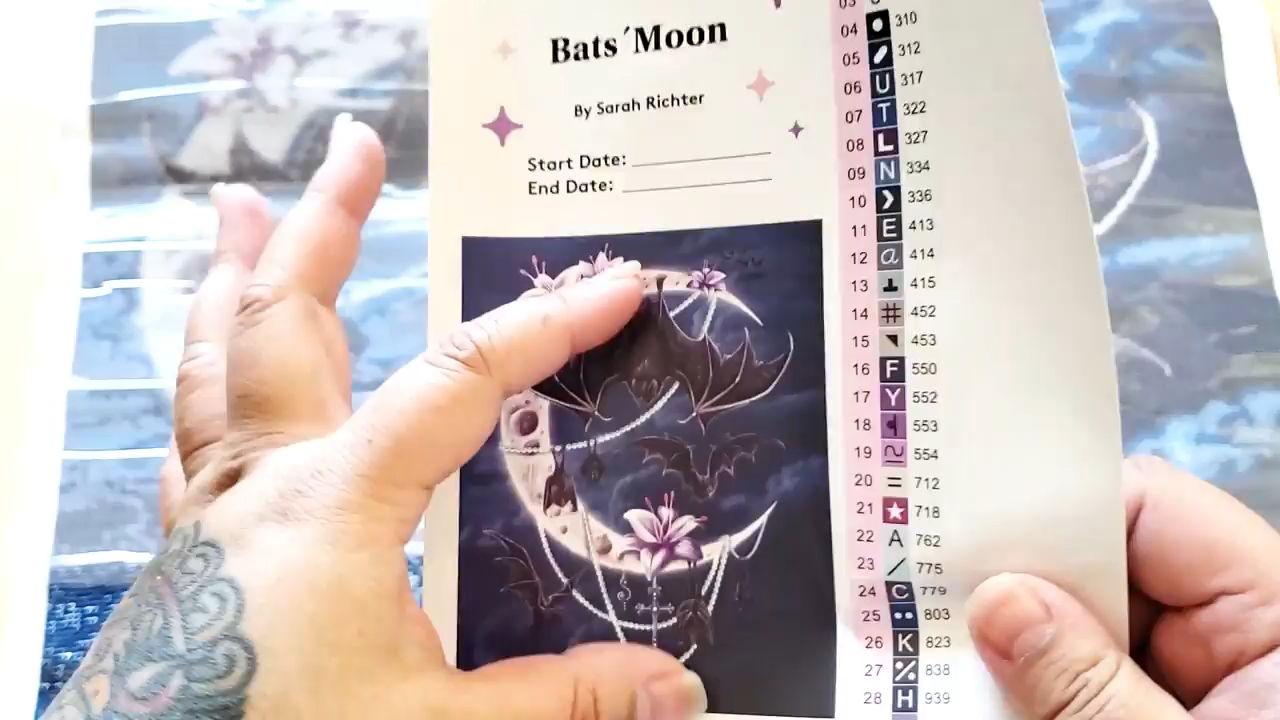 Bats´Moon
By Sarah Richter
Start Date:
End Date:
03
04 310
05 312
06 U 317
07 T 322
08 L 327
09 N 334
10 ❯ 336
11 E 413
12 a 414
13 ⊥ 415
14 # 452
15 ◥ 453
16 F 550
17 Y 552
18 553
19 554
20 = 712
21 ★ 718
22 A 762
23 / 775
24 C 779
25 •• 803
26 K 823
27 % 838
28 H 939